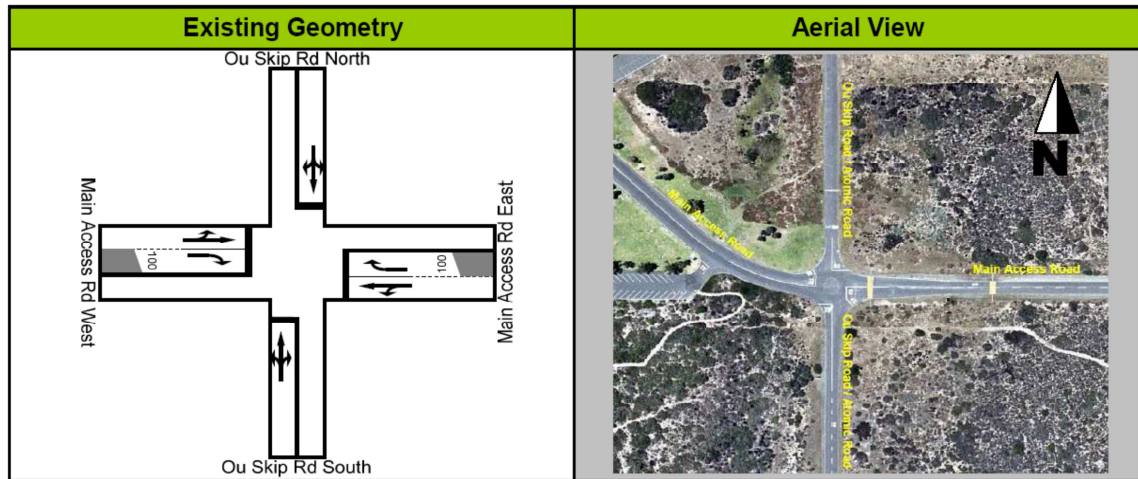 Existing Geometry
Aerial View
Ou Skip Rd North
Main Access Rd West
100
100
Main Access Rd East
Ou Skip Rd South
Ou Skip Road / Atomic Road
N
Main Access Road
Main Access Road
Ou Skip Road / Atomic Road